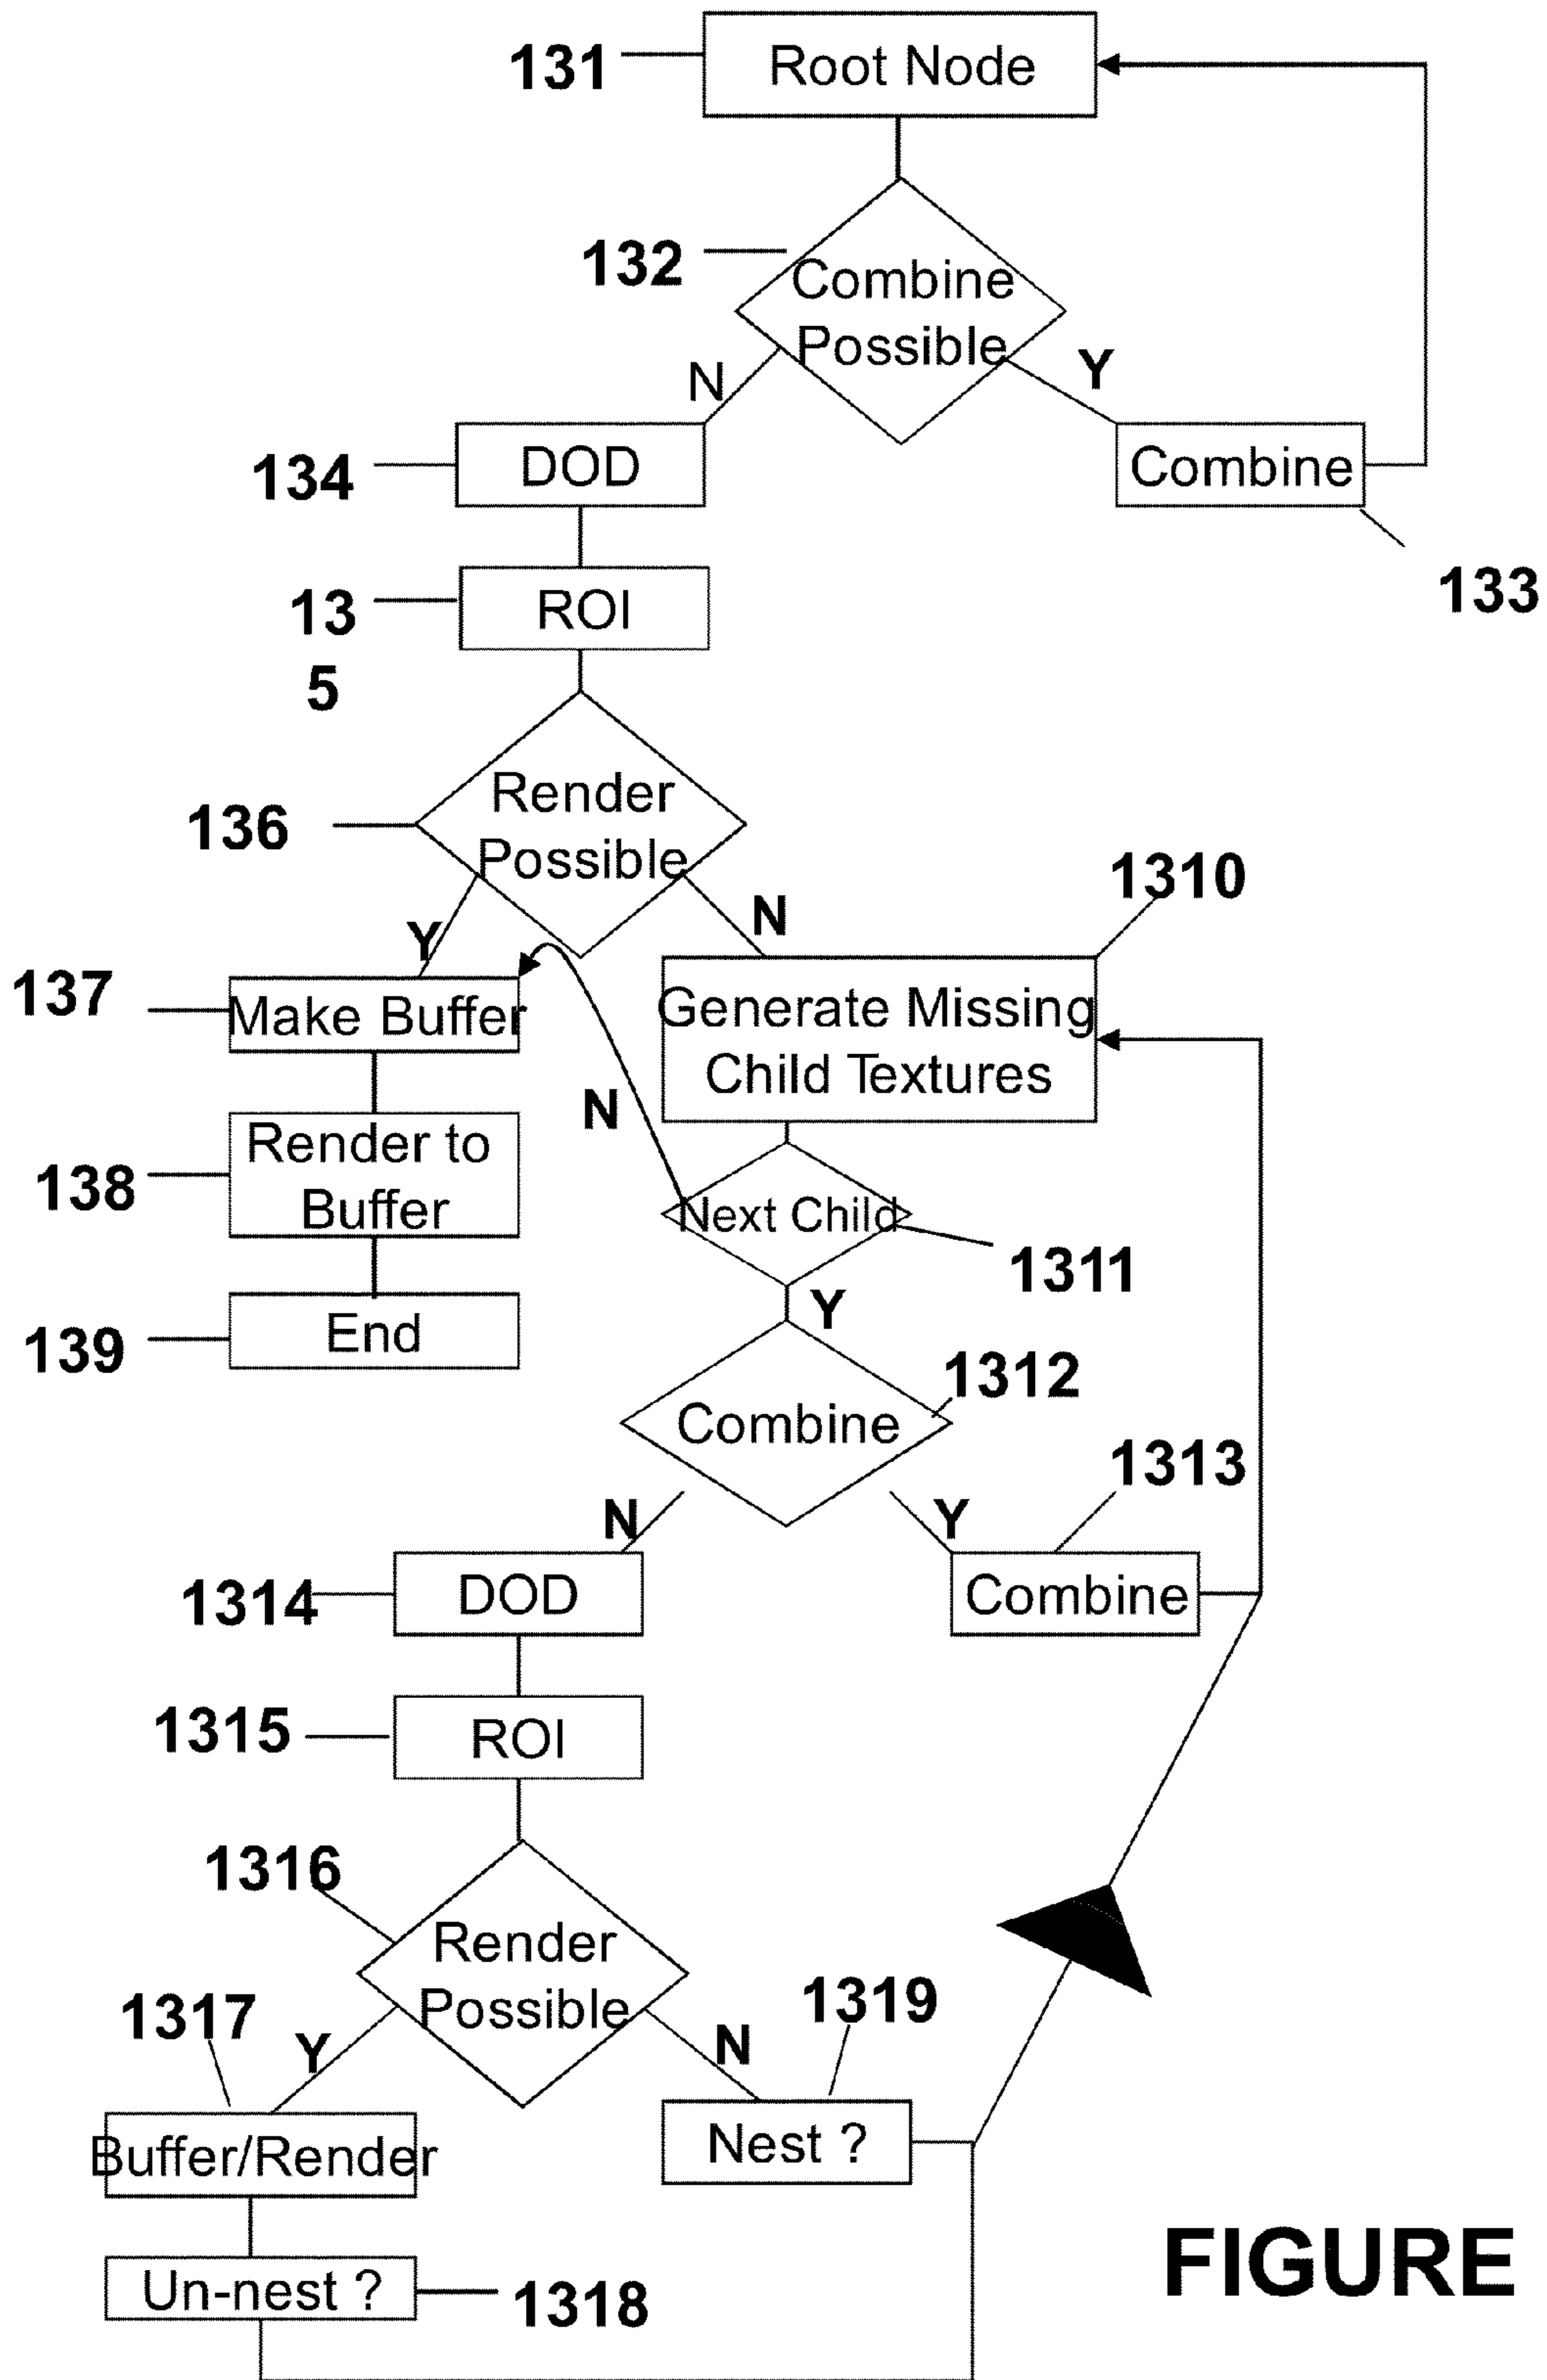 131
Root Node
132
Combine
Possible
N
Y
134
DOD
Combine
133
13
5
ROI
136
Render
Possible
Y
N
1310
137
Make Buffer
Generate Missing
Child Textures
N
138
Render to
Buffer
Next Child
1311
Y
139
End
1312
Combine
1313
N
Y
1314
DOD
Combine
1315
ROI
1316
Render
Possible
1317
Y
N
1319
Buffer/Render
Nest ?
Un-nest ?
1318
FIGURE